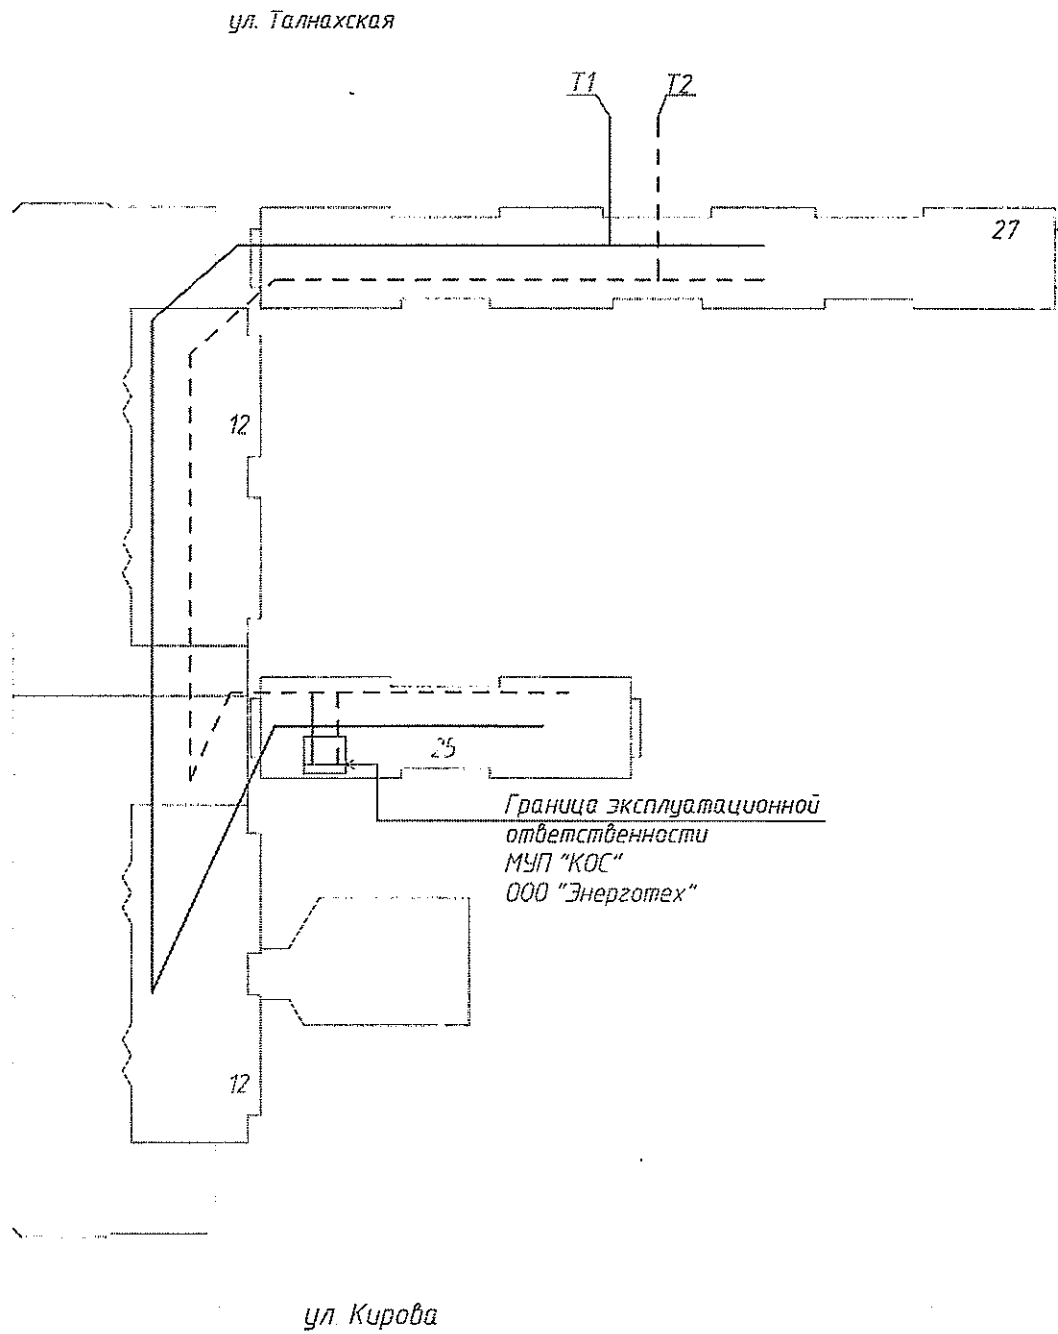 ул. Талнахская
Т1
Т2
27
12
25
Граница эксплуатационной
ответственности
МУП "КОС"
ООО "Энерготех"
12
ул. Кирова